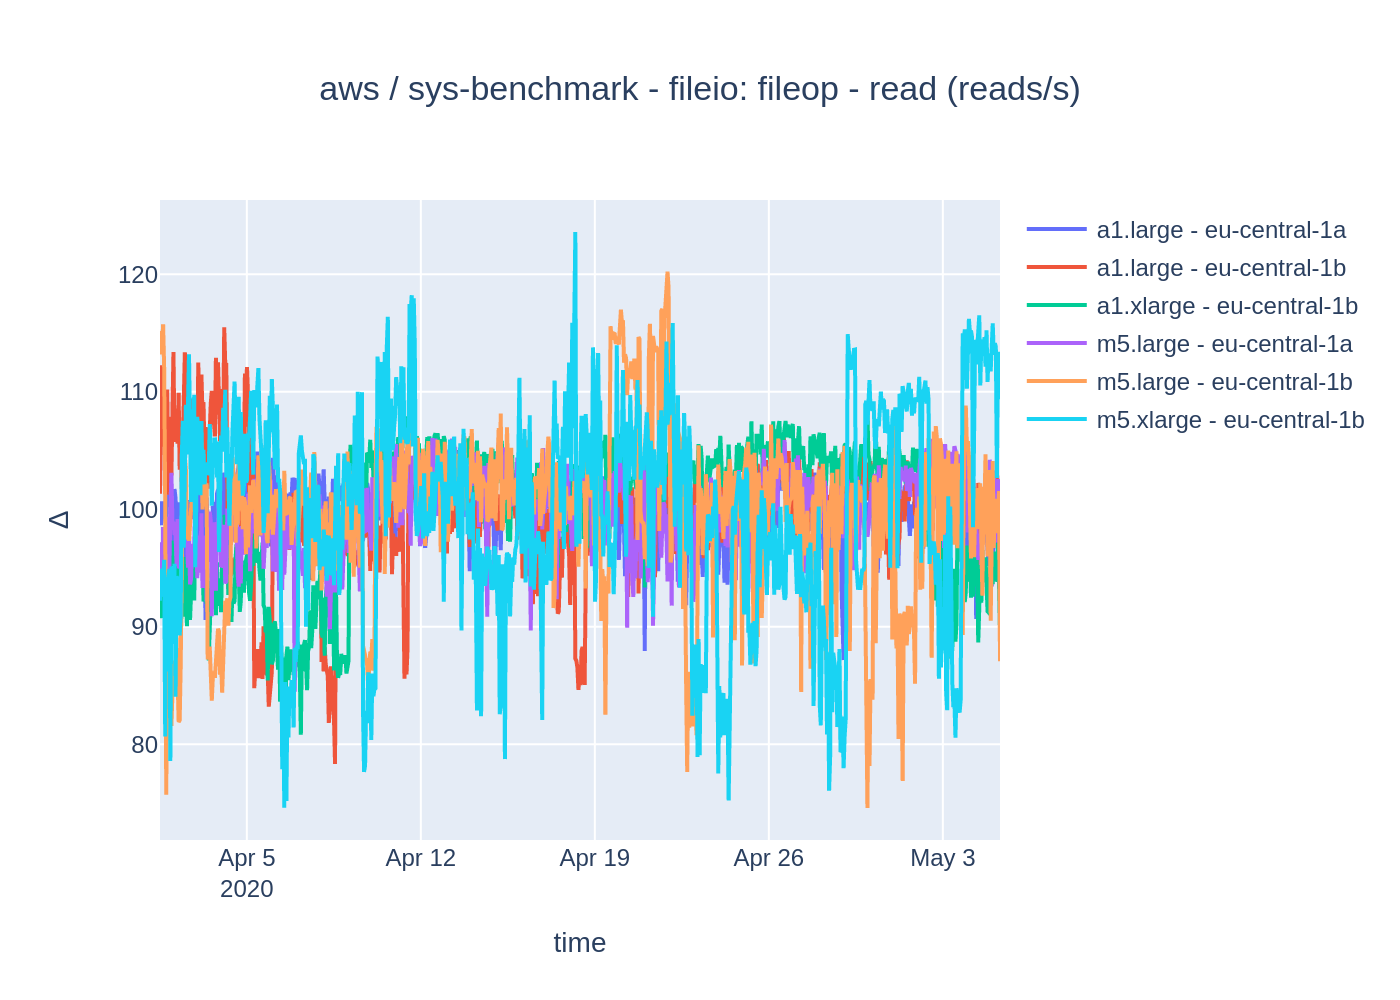 aws / sys-benchmark - fileio: fileop - read (reads/s)
a1.large - eu-central-1a
a1.large - eu-central-1b
a1.xlarge - eu-central-1b
m5.large - eu-central-1a
m5.large - eu-central-1b
m5.xlarge - eu-central-1b
120
110
100
90
80
Δ
Apr 5
2020
Apr 12
Apr 19
Apr 26
May 3
time